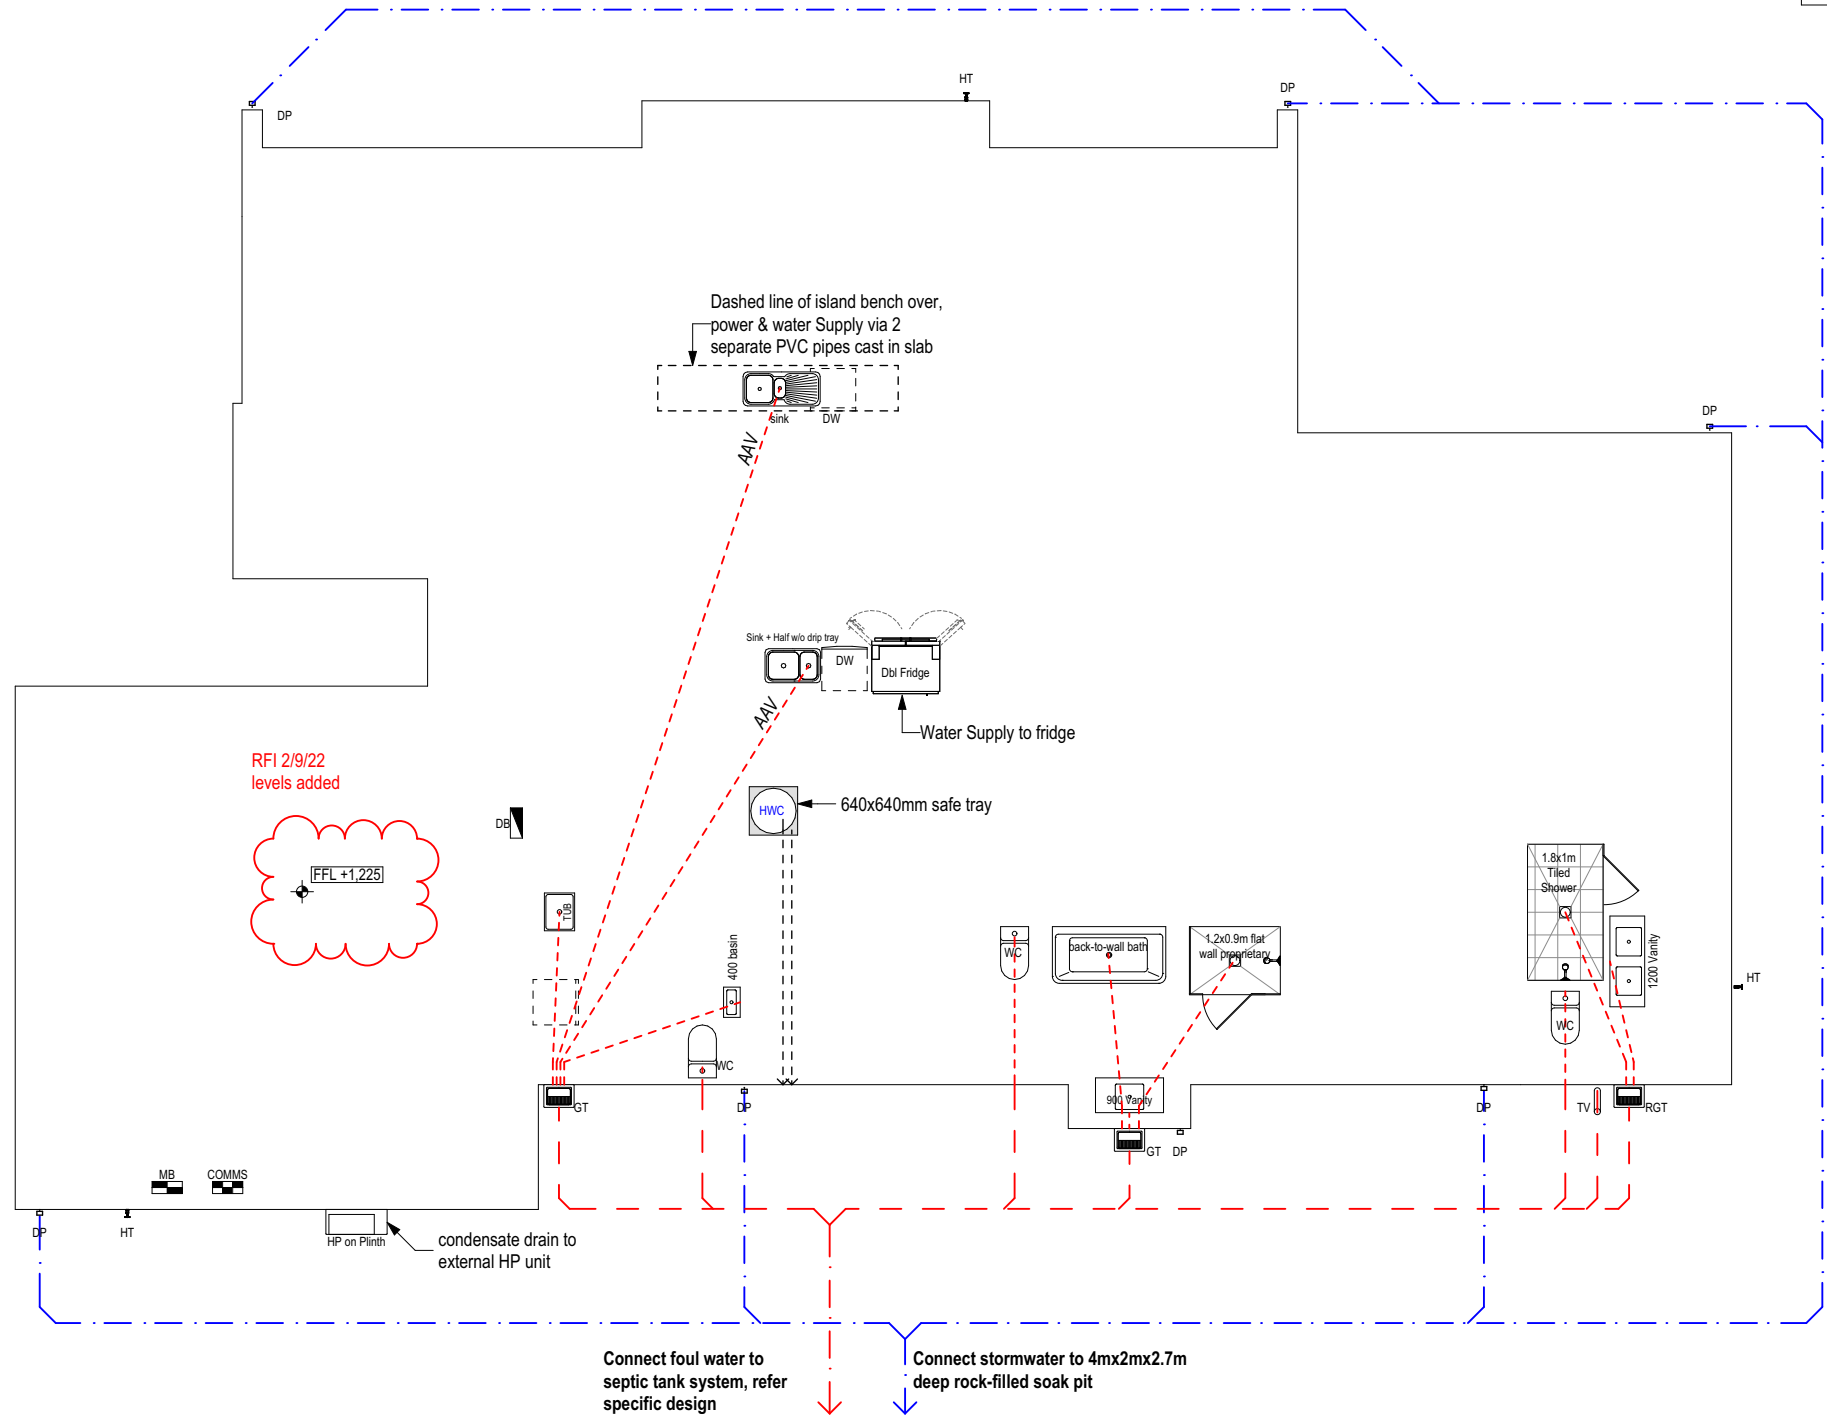 HT
DP
DP
Dashed line of island bench over,
power & water Supply via 2
separate PVC pipes cast in slab
DP
sink
DW
AAV
Sink + Half w/o drip tray
DW
Dbl Fridge
AAV
Water Supply to fridge
RFI 2/9/22
levels added
HWC
640x640mm safe tray
DB
FFL +1,225
1.8x1m
Tiled
Shower
TUB
400 basin
WC
back-to-wall bath
1.2x0.9m flat
wall proprietary
1200 Vanity
HT
WC
WC
900 Vanity
GT
DP
DP
TV
RGT
GT
DP
MB
COMMS
DP
HT
HP on Plinth
condensate drain to
external HP unit
Connect foul water to
septic tank system, refer
specific design
Connect stormwater to 4mx2mx2.7m
deep rock-filled soak pit